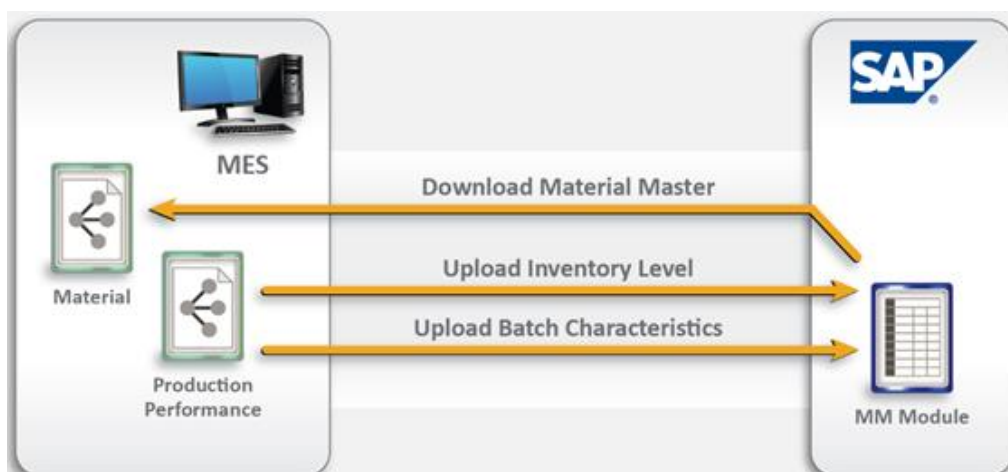 SAP
MES
Download Material Master
Material
Upload Inventory Level
Upload Batch Characteristics
Production
Performance
MM Module